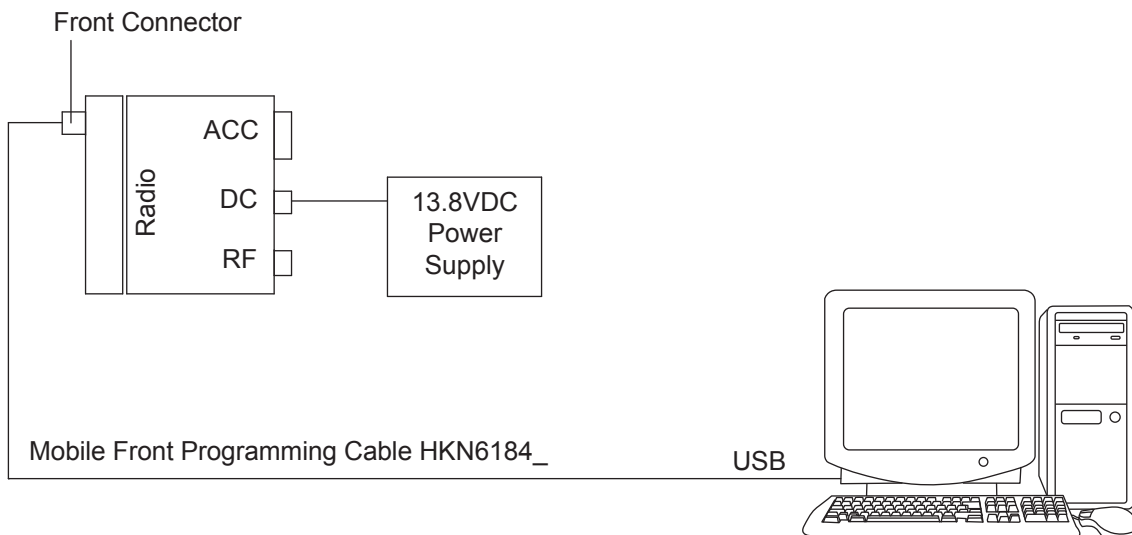 Front Connector
ACC
Radio
DC
RF
13.8VDC
Power
Supply
Mobile Front Programming Cable HKN6184_
USB